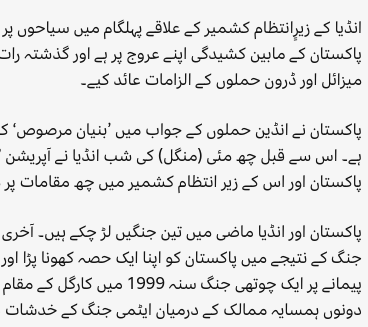 انڈیا کے زیرِانتظام کشمیر کے علاقے پہلگام میں سیاحوں پر
پاکستان کے مابین کشیدگی اپنے عروج پر ہے اور گذشتہ رات
میزائل اور ڈرون حملوں کے الزامات عائد کیے۔
پاکستان نے انڈین حملوں کے جواب میں ’بنیان مرصوص‘
ہے۔ اس سے قبل چھ مئی (منگل) کی شب انڈیا نے آپریشن
پاکستان اور اس کے زیر انتظام کشمیر میں چھ مقامات پر
پاکستان اور انڈیا ماضی میں تین جنگیں لڑ چکے ہیں۔ آخری
جنگ کے نتیجے میں پاکستان کو اپنا ایک حصہ کھونا پڑا اور
پیمانے پر ایک چوتھی جنگ سنہ 1999 میں کارگل کے مقام
دونوں ہمسایہ ممالک کے درمیان ایٹمی جنگ کے خدشات